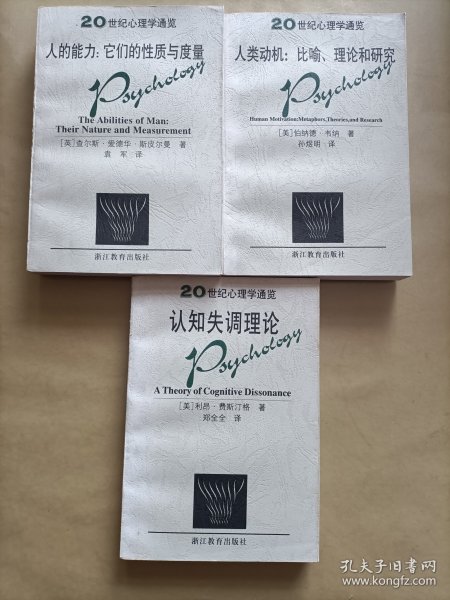 20世纪心理学通览
人的能力：它们的性质与度量
Psychology
The Abilities of Man:
Their Nature and Measurement
[英]查尔斯·爱德华·斯皮尔曼 著
袁军 译
浙江教育出版社
20世纪心理学通览
人类动机：比喻、理论和研究
Psychology
Human Motivation:Metaphors,Theories,and Research
[美]伯纳德·韦纳 著
孙煜明 译
浙江教育出版社
20世纪心理学通览
认知失调理论
Psychology
A Theory of Cognitive Dissonance
[美]利昂·费斯汀格 著
郑全全 译
浙江教育出版社
孔夫子旧书网
www.kongfz.com